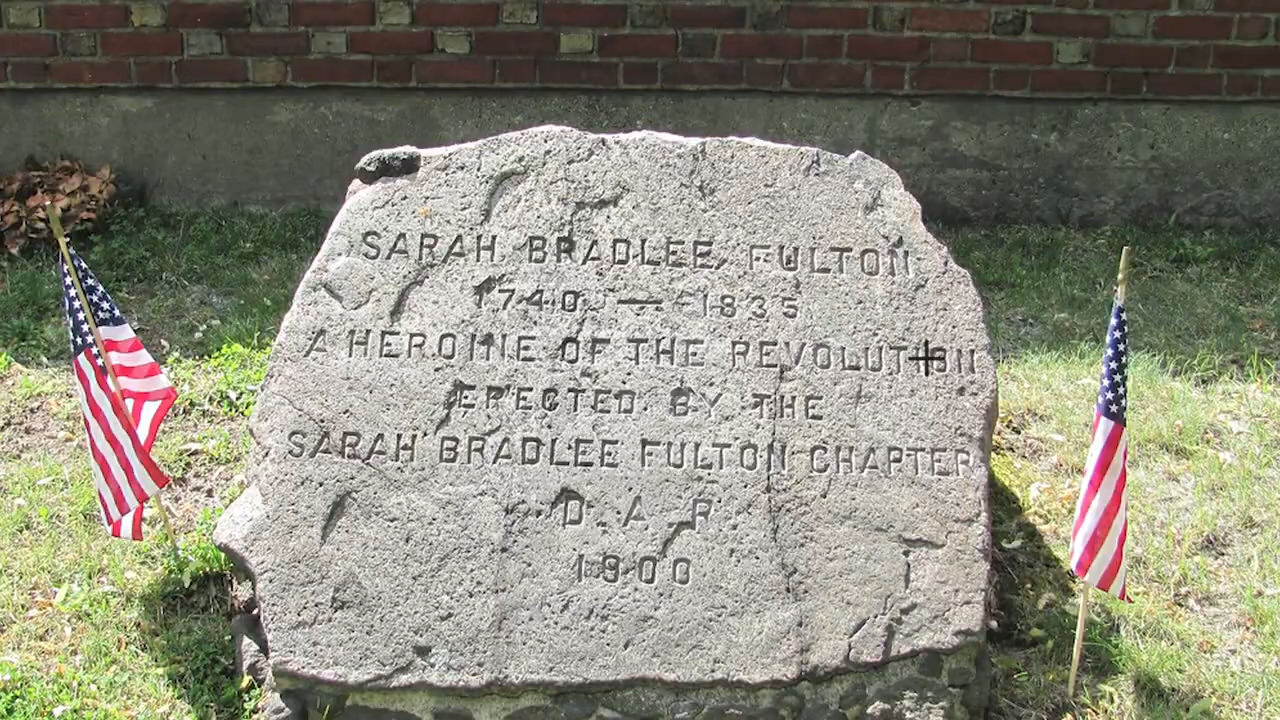 SARAH BRADLEE FULTON
1740 — 1835
A HEROINE OF THE REVOLUTION
ERECTED BY THE
SARAH BRADLEE FULTON CHAPTER
D. A. R.
1900